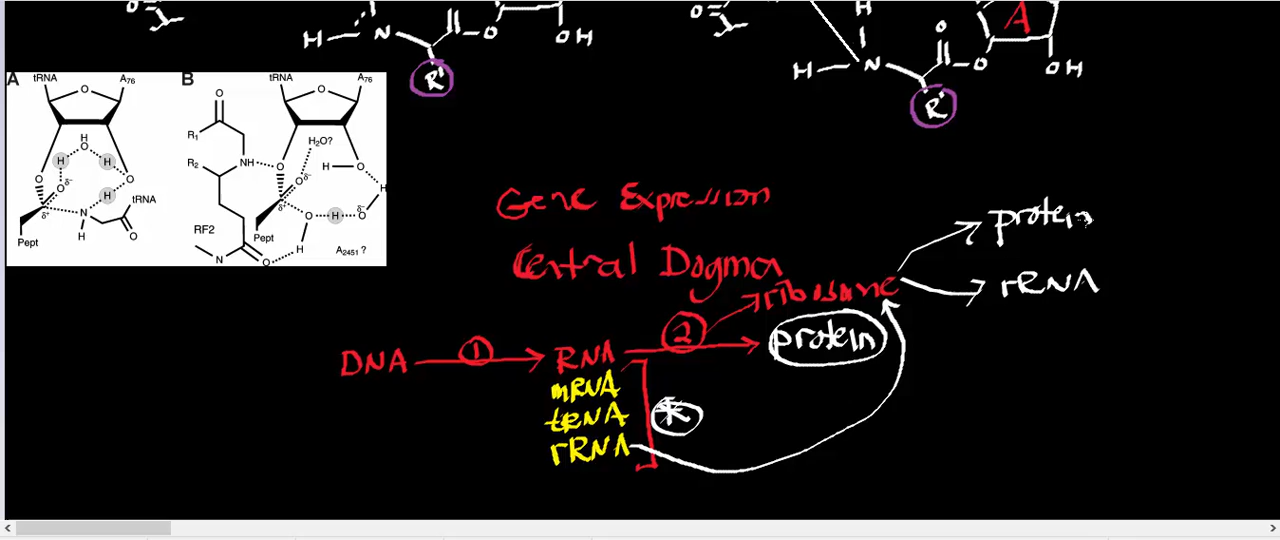 H N O OH
R'
H
H N O O OH
A
R'
A
tRNA A76
O
H
H O H
O O δ-
H
δ+ N tRNA
H O
Pept
B
tRNA A76
O
O
R1
H2O?
R2 NH O H O
O δ-
H
δ+ O H O δ-
Pept
RF2
H
A2451 ?
N O
Gene Expression
Central Dogma
ribosome
protein
rRNA
DNA 1 RNA 2 protein
mRNA
tRNA *
rRNA